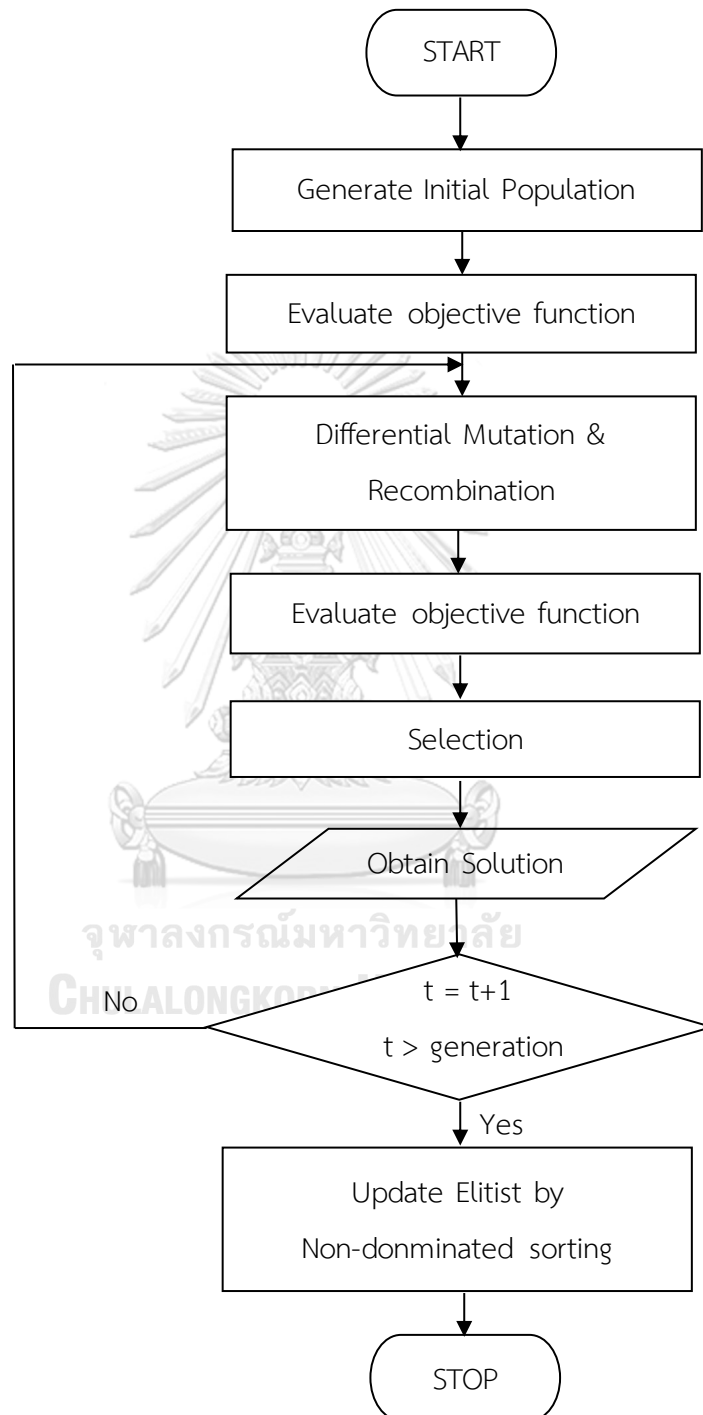 START
Generate Initial Population
Evaluate objective function
Differential Mutation &
Recombination
Evaluate objective function
Selection
Obtain Solution
จุฬาลงกรณ์มหาวิทยาลัย
CHULALONGKORN
t = t+1
No
t > generation
Yes
Update Elitist by
Non-donminated sorting
STOP